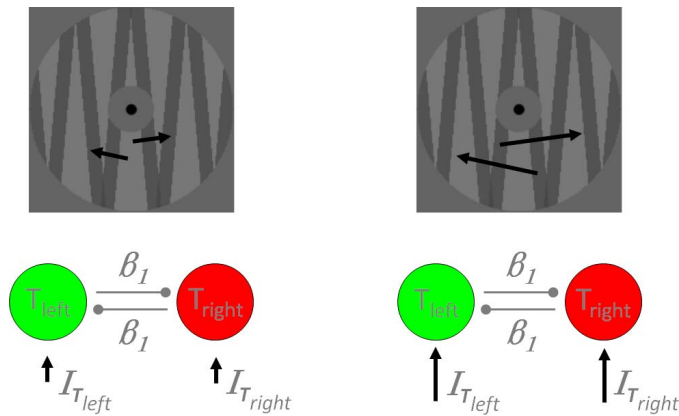 β₁ β₁
T_left T_right T_left T_right
β₁ β₁
I_T_left I_T_right I_T_left I_T_right